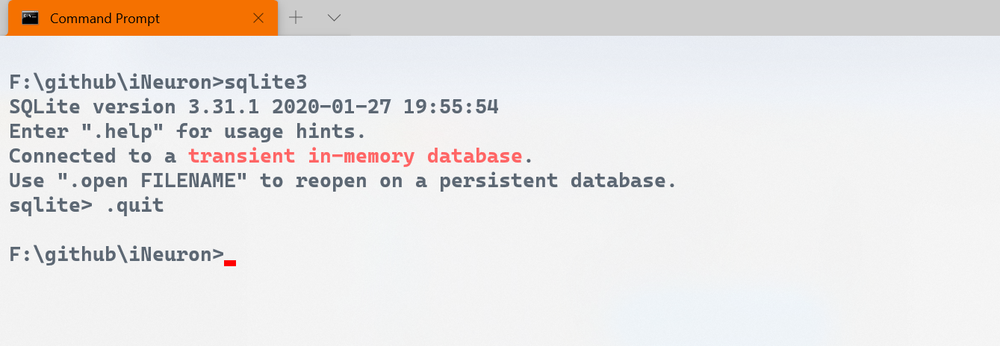 Command Prompt
F:\github\iNeuron>sqlite3
SQLite version 3.31.1 2020-01-27 19:55:54
Enter ".help" for usage hints.
Connected to a transient in-memory database.
Use ".open FILENAME" to reopen on a persistent database.
sqlite> .quit
F:\github\iNeuron>